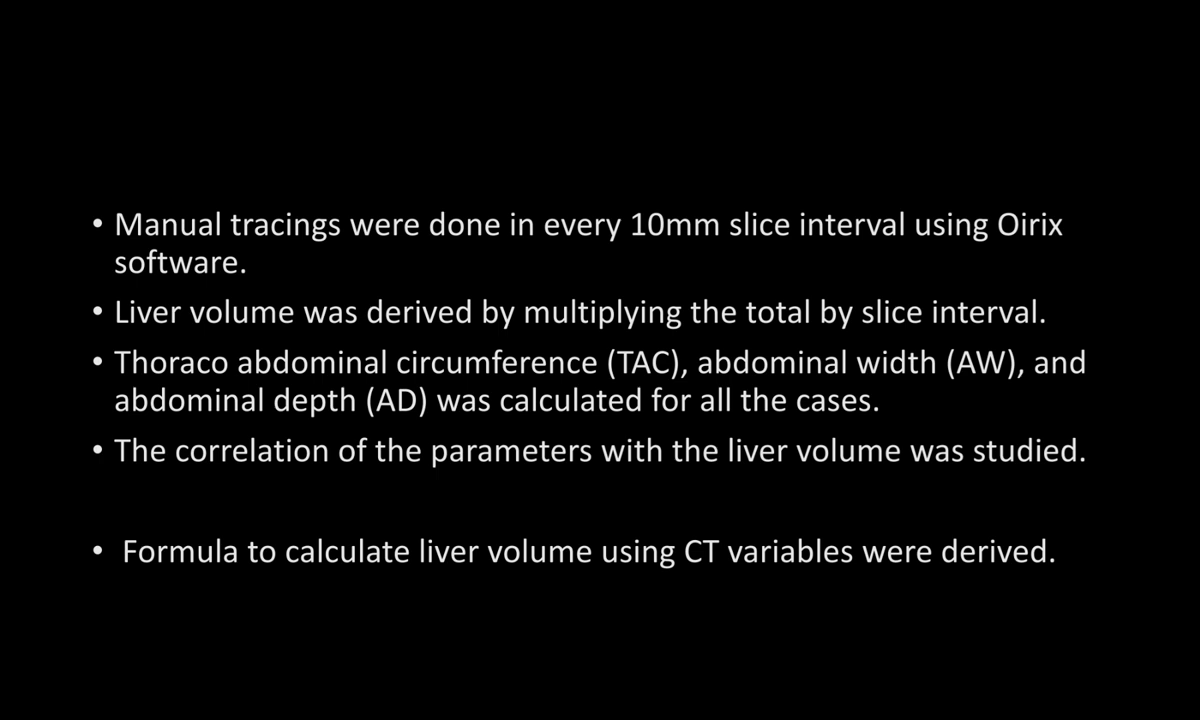 • Manual tracings were done in every 10mm slice interval using Oirix
software.
• Liver volume was derived by multiplying the total by slice interval.
• Thoraco abdominal circumference (TAC), abdominal width (AW), and
abdominal depth (AD) was calculated for all the cases.
• The correlation of the parameters with the liver volume was studied.
• Formula to calculate liver volume using CT variables were derived.